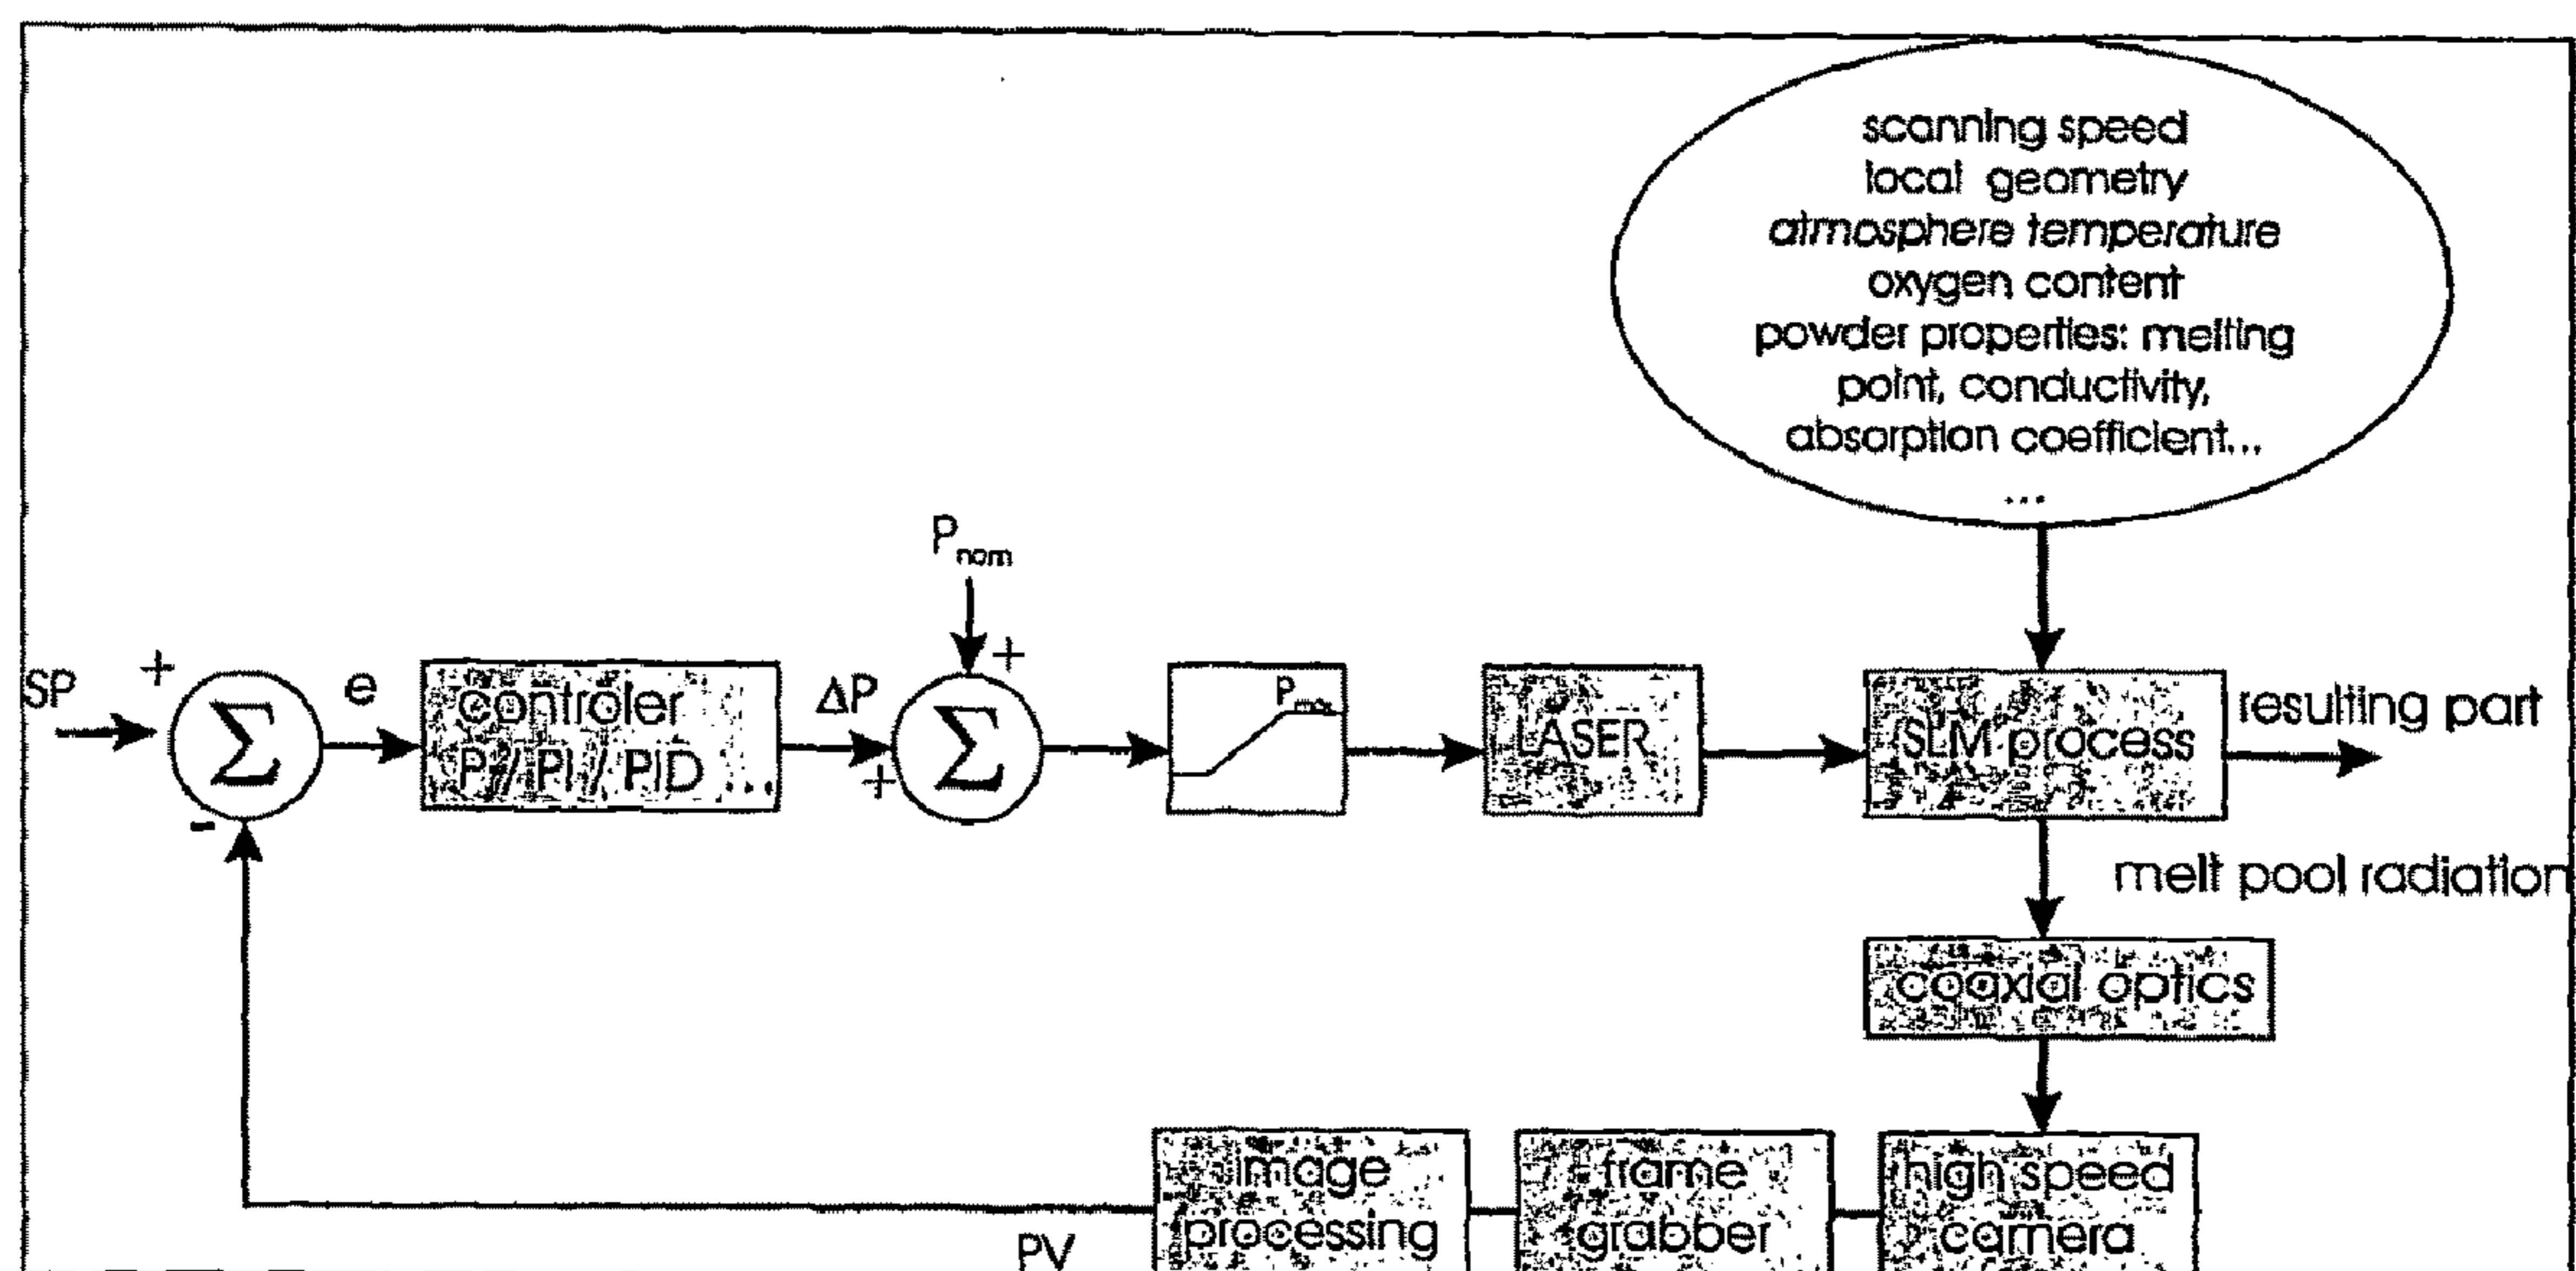 scanning speed
local geometry
atmosphere temperature
oxygen content
powder properties: melting
point, conductivity,
absorption coefficient...
...
P nom
+
SP
+
e
controler
P / PI / PID ...
ΔP
+
Σ
Σ
-
LASER
SLM process
resulting part
melt pool radiation
coaxial optics
high speed
camera
frame
grabber
image
processing
PV